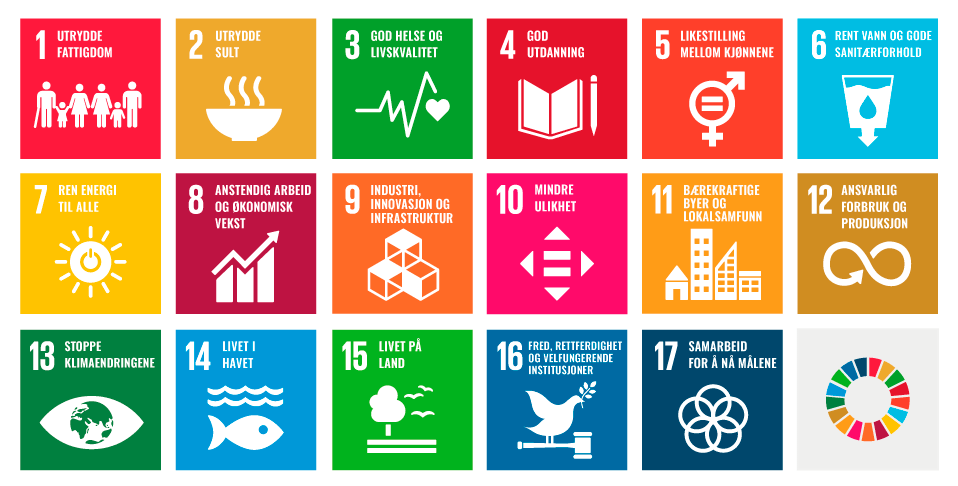 1 UTRYDDE
FATTIGDOM
2 UTRYDDE
SULT
3 GOD HELSE OG
LIVSKVALITET
4 GOD
UTDANNING
5 LIKESTILLING
MELLOM KJØNNENE
6 RENT VANN OG GODE
SANITÆRFORHOLD
7 REN ENERGI
TIL ALLE
8 ANSTENDIG ARBEID
OG ØKONOMISK
VEKST
9 INDUSTRI,
INNOVASJON OG
INFRASTRUKTUR
10 MINDRE
ULIKHET
11 BÆREKRAFTIGE
BYER OG
LOKALSAMFUNN
12 ANSVARLIG
FORBRUK OG
PRODUKSJON
13 STOPPE
KLIMAENDRINGENE
14 LIVET I
HAVET
15 LIVET PÅ
LAND
16 FRED, RETTFERDIGHET
OG VELFUNGERENDE
INSTITUSJONER
17 SAMARBEID
FOR Å NÅ MÅLENE